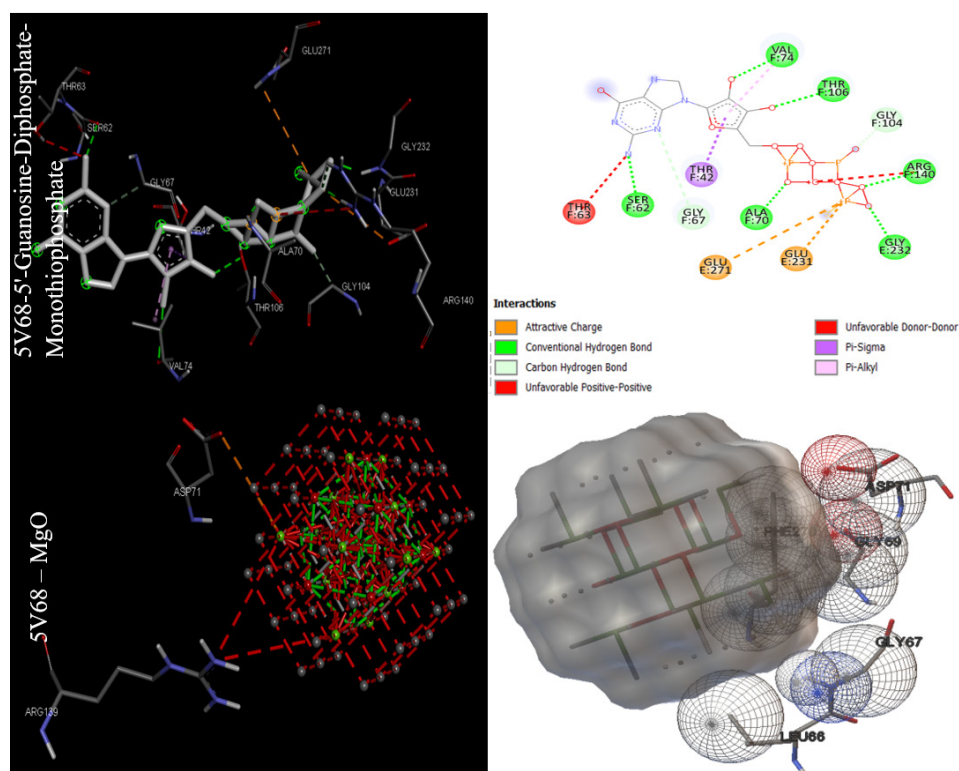 5V68-5'-Guanosine-Diphosphate-
Monothiophosphate
GLU271
THR63
SER62
GLY67
GLY232
GLU231
ALA70
THR106
GLY104
ARG140
VAL74
VAL
F:74
THR
F:106
GLY
F:104
THR
F:42
ARG
F:140
THR
F:63
SER
F:62
GLY
F:67
ALA
F:70
GLY
E:232
GLU
E:271
GLU
E:231
Interactions
Attractive Charge
Conventional Hydrogen Bond
Carbon Hydrogen Bond
Unfavorable Positive-Positive
Unfavorable Donor-Donor
Pi-Sigma
Pi-Alkyl
5V68 – MgO
ASP71
ARG139
ASP71
GLY67
LEU66